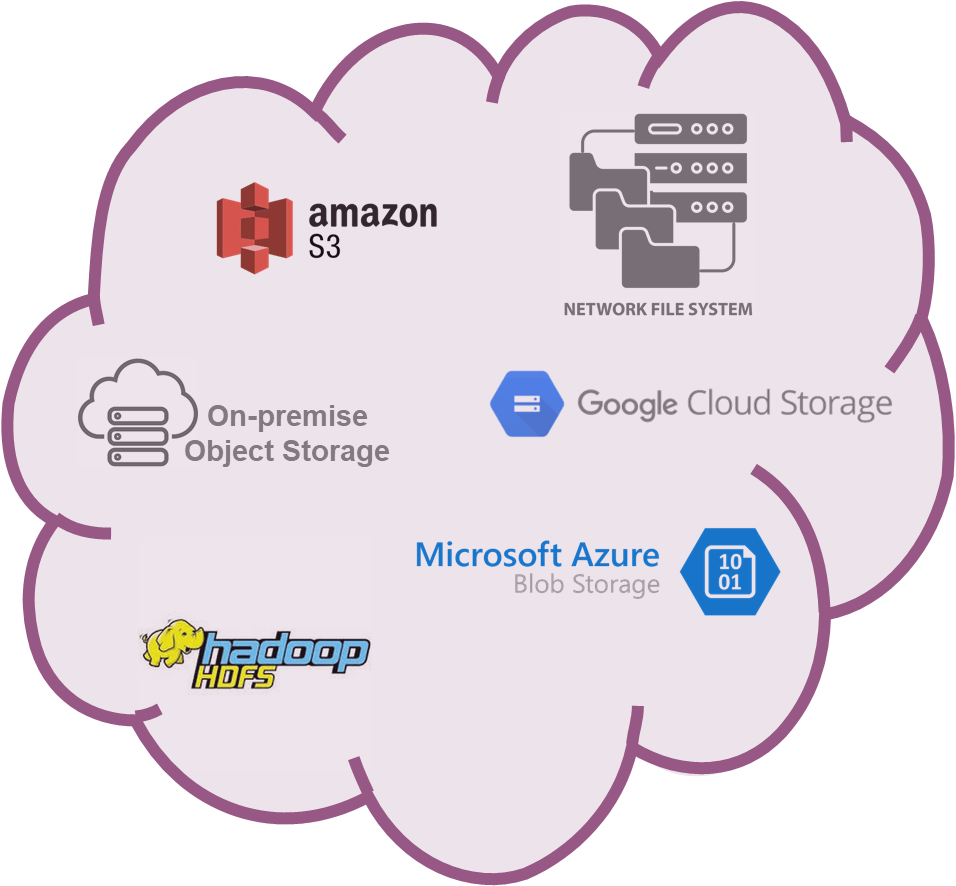 amazon
S3
NETWORK FILE SYSTEM
On-premise
Object Storage
Google Cloud Storage
Microsoft Azure
Blob Storage
10
01
hadoop
HDFS